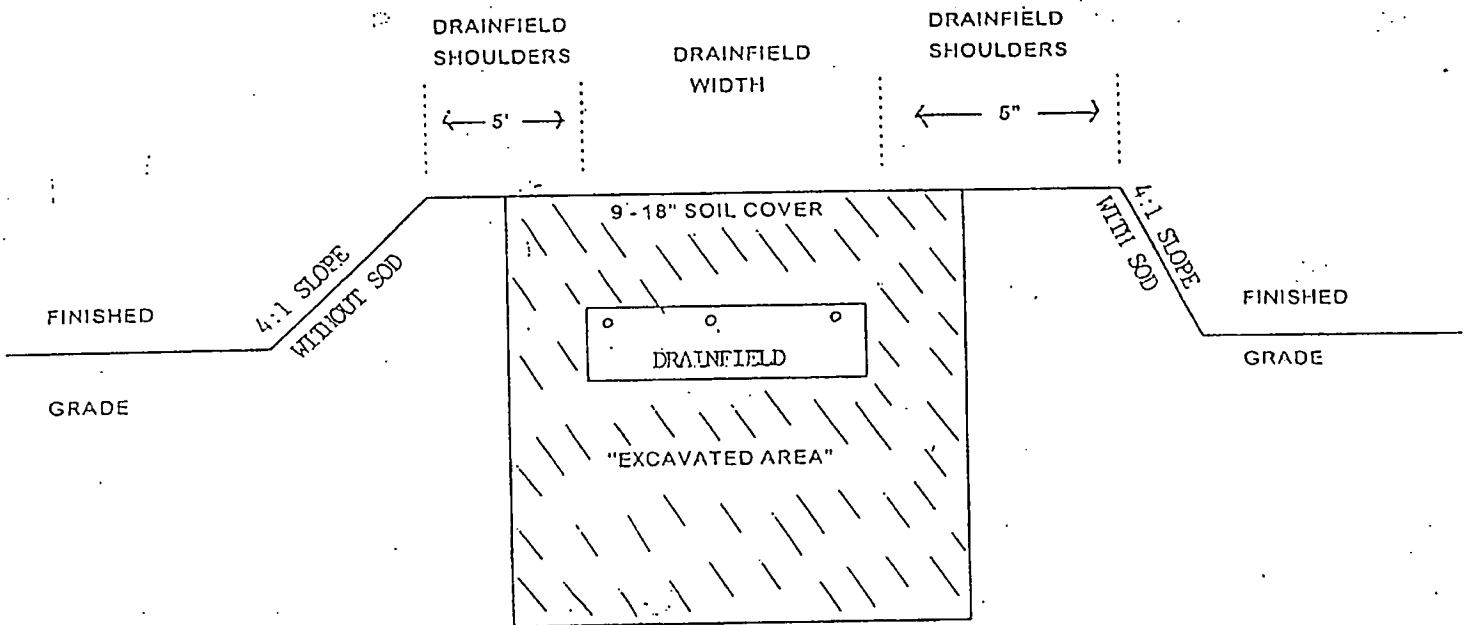 DRAINFIELD
SHOULDERS
DRAINFIELD
WIDTH
DRAINFIELD
SHOULDERS
5'
5"
9'-18" SOIL COVER
4:1 SLOPE
WITHOUT SOD
4:1 SLOPE
WITH SOD
FINISHED
GRADE
DRAINFIELD
FINISHED
GRADE
"EXCAVATED AREA"